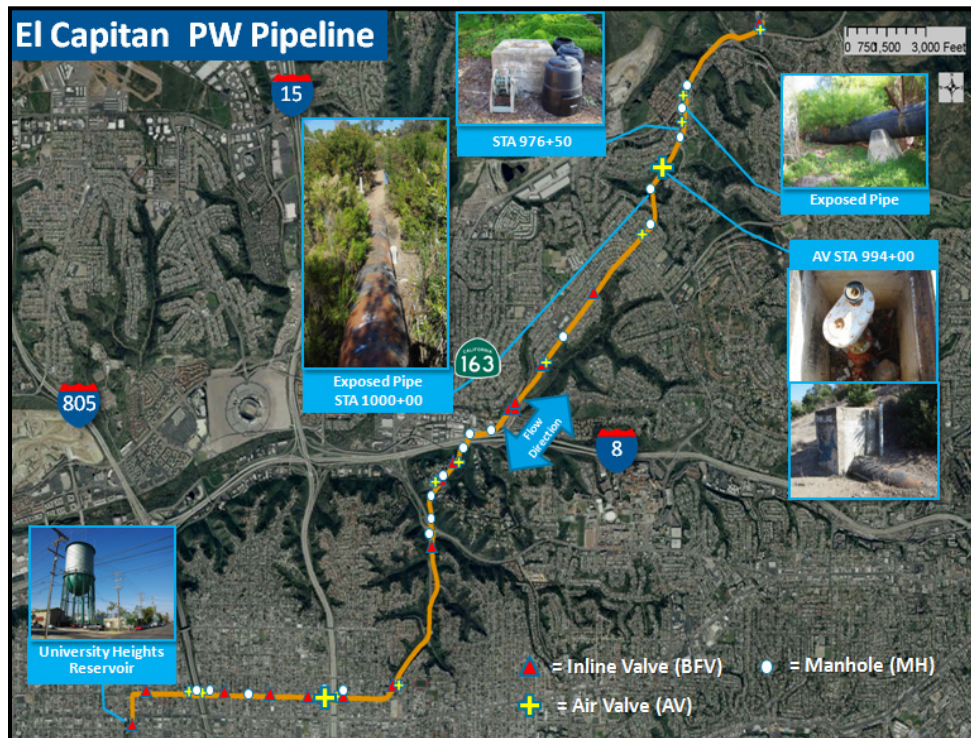 El Capitan PW Pipeline
15
STA 976+50
0 750 1,500 3,000 Feet
Exposed Pipe
AV STA 994+00
Exposed Pipe
STA 1000+00
CALIFORNIA
163
805
Flow
Direction
8
University Heights
Reservoir
= Inline Valve (BFV)
= Manhole (MH)
= Air Valve (AV)